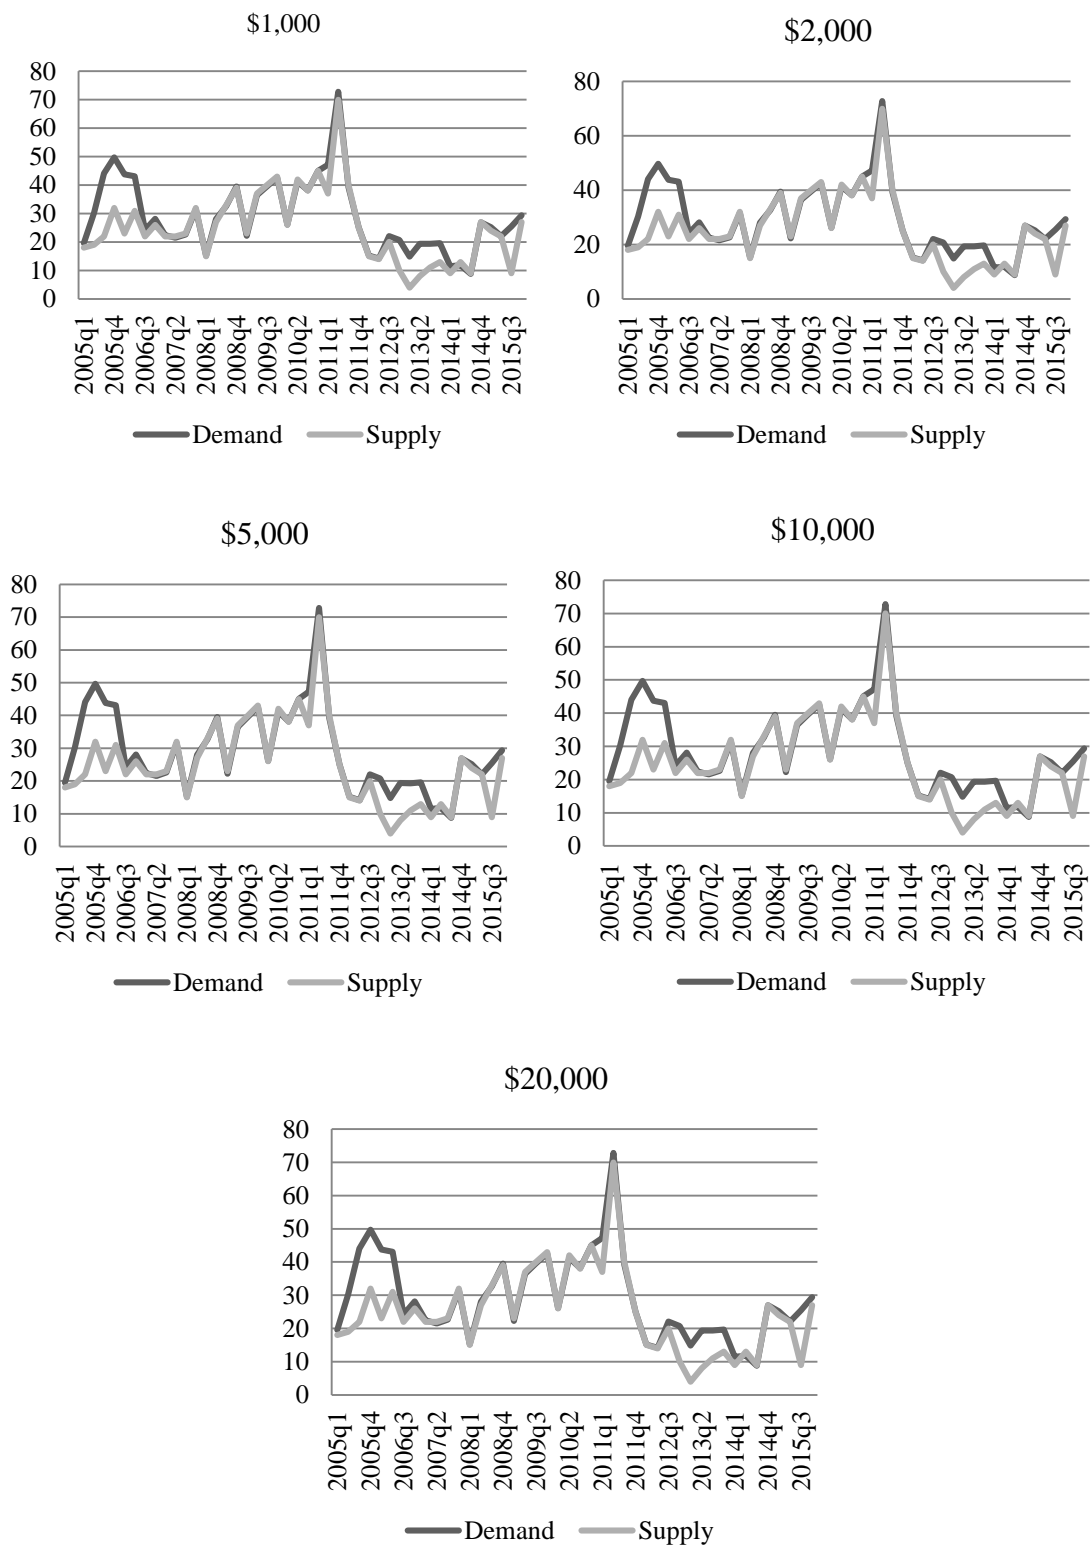 $1,000
80
70
60
50
40
30
20
10
0
2005q1
2005q4
2006q3
2007q2
2008q1
2008q4
2009q3
2010q2
2011q1
2011q4
2012q3
2013q2
2014q1
2014q4
2015q3
Demand Supply
$2,000
80
60
40
20
0
2005q1
2005q4
2006q3
2007q2
2008q1
2008q4
2009q3
2010q2
2011q1
2011q4
2012q3
2013q2
2014q1
2014q4
2015q3
Demand Supply
$5,000
80
70
60
50
40
30
20
10
0
2005q1
2005q4
2006q3
2007q2
2008q1
2008q4
2009q3
2010q2
2011q1
2011q4
2012q3
2013q2
2014q1
2014q4
2015q3
Demand Supply
$10,000
80
70
60
50
40
30
20
10
0
2005q1
2005q4
2006q3
2007q2
2008q1
2008q4
2009q3
2010q2
2011q1
2011q4
2012q3
2013q2
2014q1
2014q4
2015q3
Demand Supply
$20,000
80
70
60
50
40
30
20
10
0
2005q1
2005q4
2006q3
2007q2
2008q1
2008q4
2009q3
2010q2
2011q1
2011q4
2012q3
2013q2
2014q1
2014q4
2015q3
Demand Supply